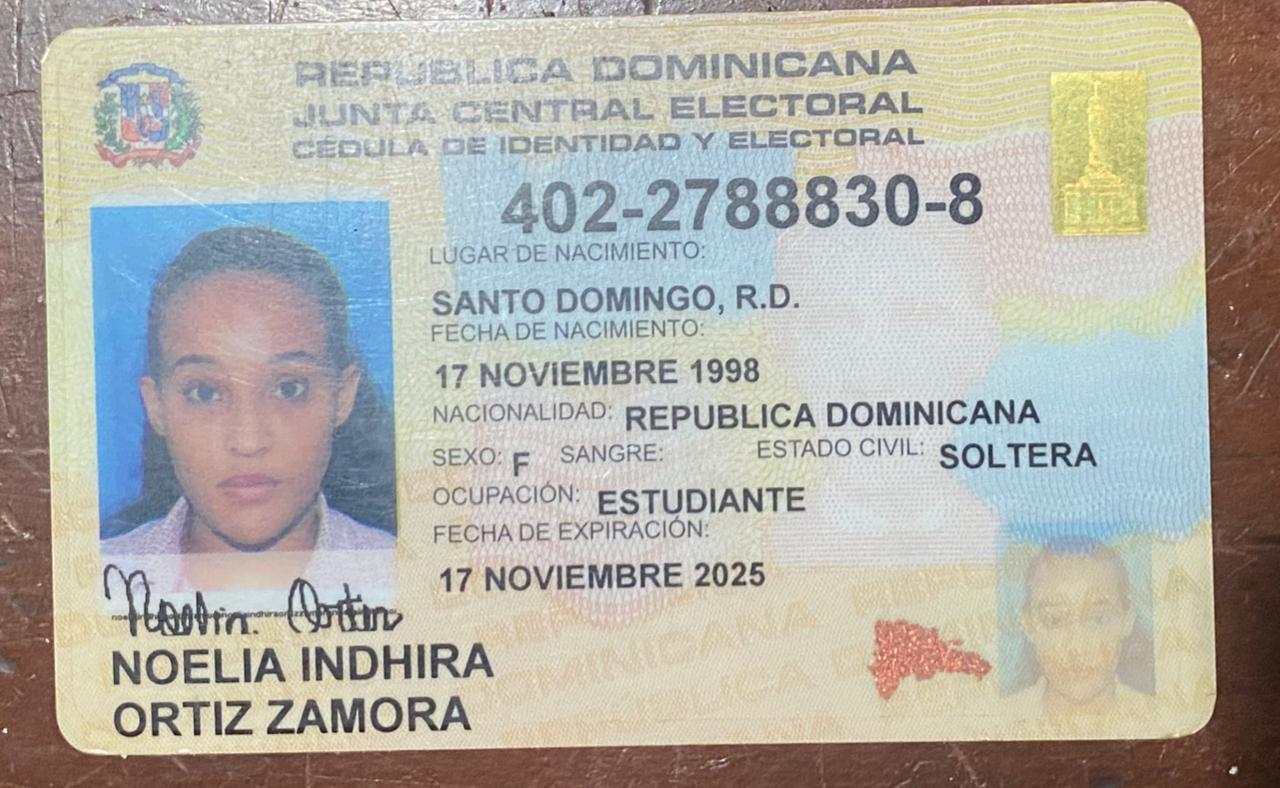 REPUBLICA DOMINICANA
JUNTA CENTRAL ELECTORAL
CÉDULA DE IDENTIDAD Y ELECTORAL
402-2788830-8
LUGAR DE NACIMIENTO:
SANTO DOMINGO, R.D.
FECHA DE NACIMIENTO:
17 NOVIEMBRE 1998
NACIONALIDAD: REPUBLICA DOMINICANA
SEXO: F SANGRE: ESTADO CIVIL: SOLTERA
OCUPACIÓN: ESTUDIANTE
FECHA DE EXPIRACIÓN:
17 NOVIEMBRE 2025
Noelia Ortiz
NOELIA INDHIRA
ORTIZ ZAMORA